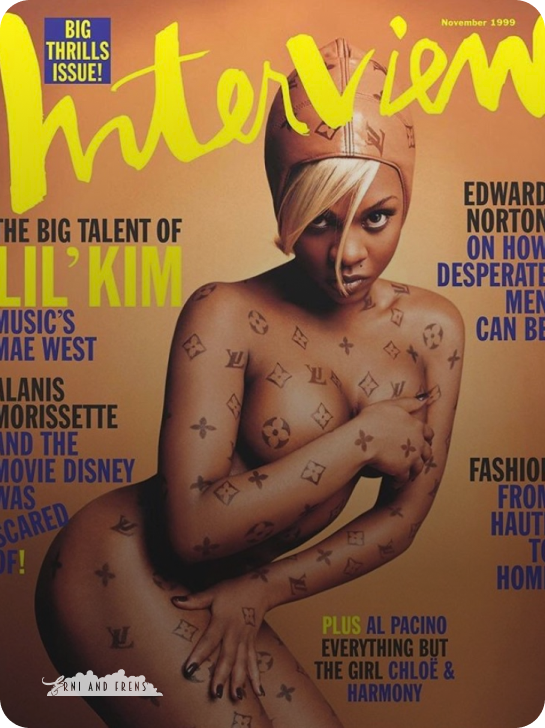 November 1999
BIG
THRILLS
ISSUE!
Interview
THE BIG TALENT OF
LIL' KIM
MUSIC'S
MAE WEST
ALANIS
MORISSETTE
AND THE
MOVIE DISNEY
WAS
SCARED
OF!
EDWARD
NORTON
ON HOW
DESPERATE
MEN
CAN BE
FASHION
FROM
HAUTE
TO
HOME
PLUS AL PACINO
EVERYTHING BUT
THE GIRL CHLOË &
HARMONY
ERNI AND FRENS